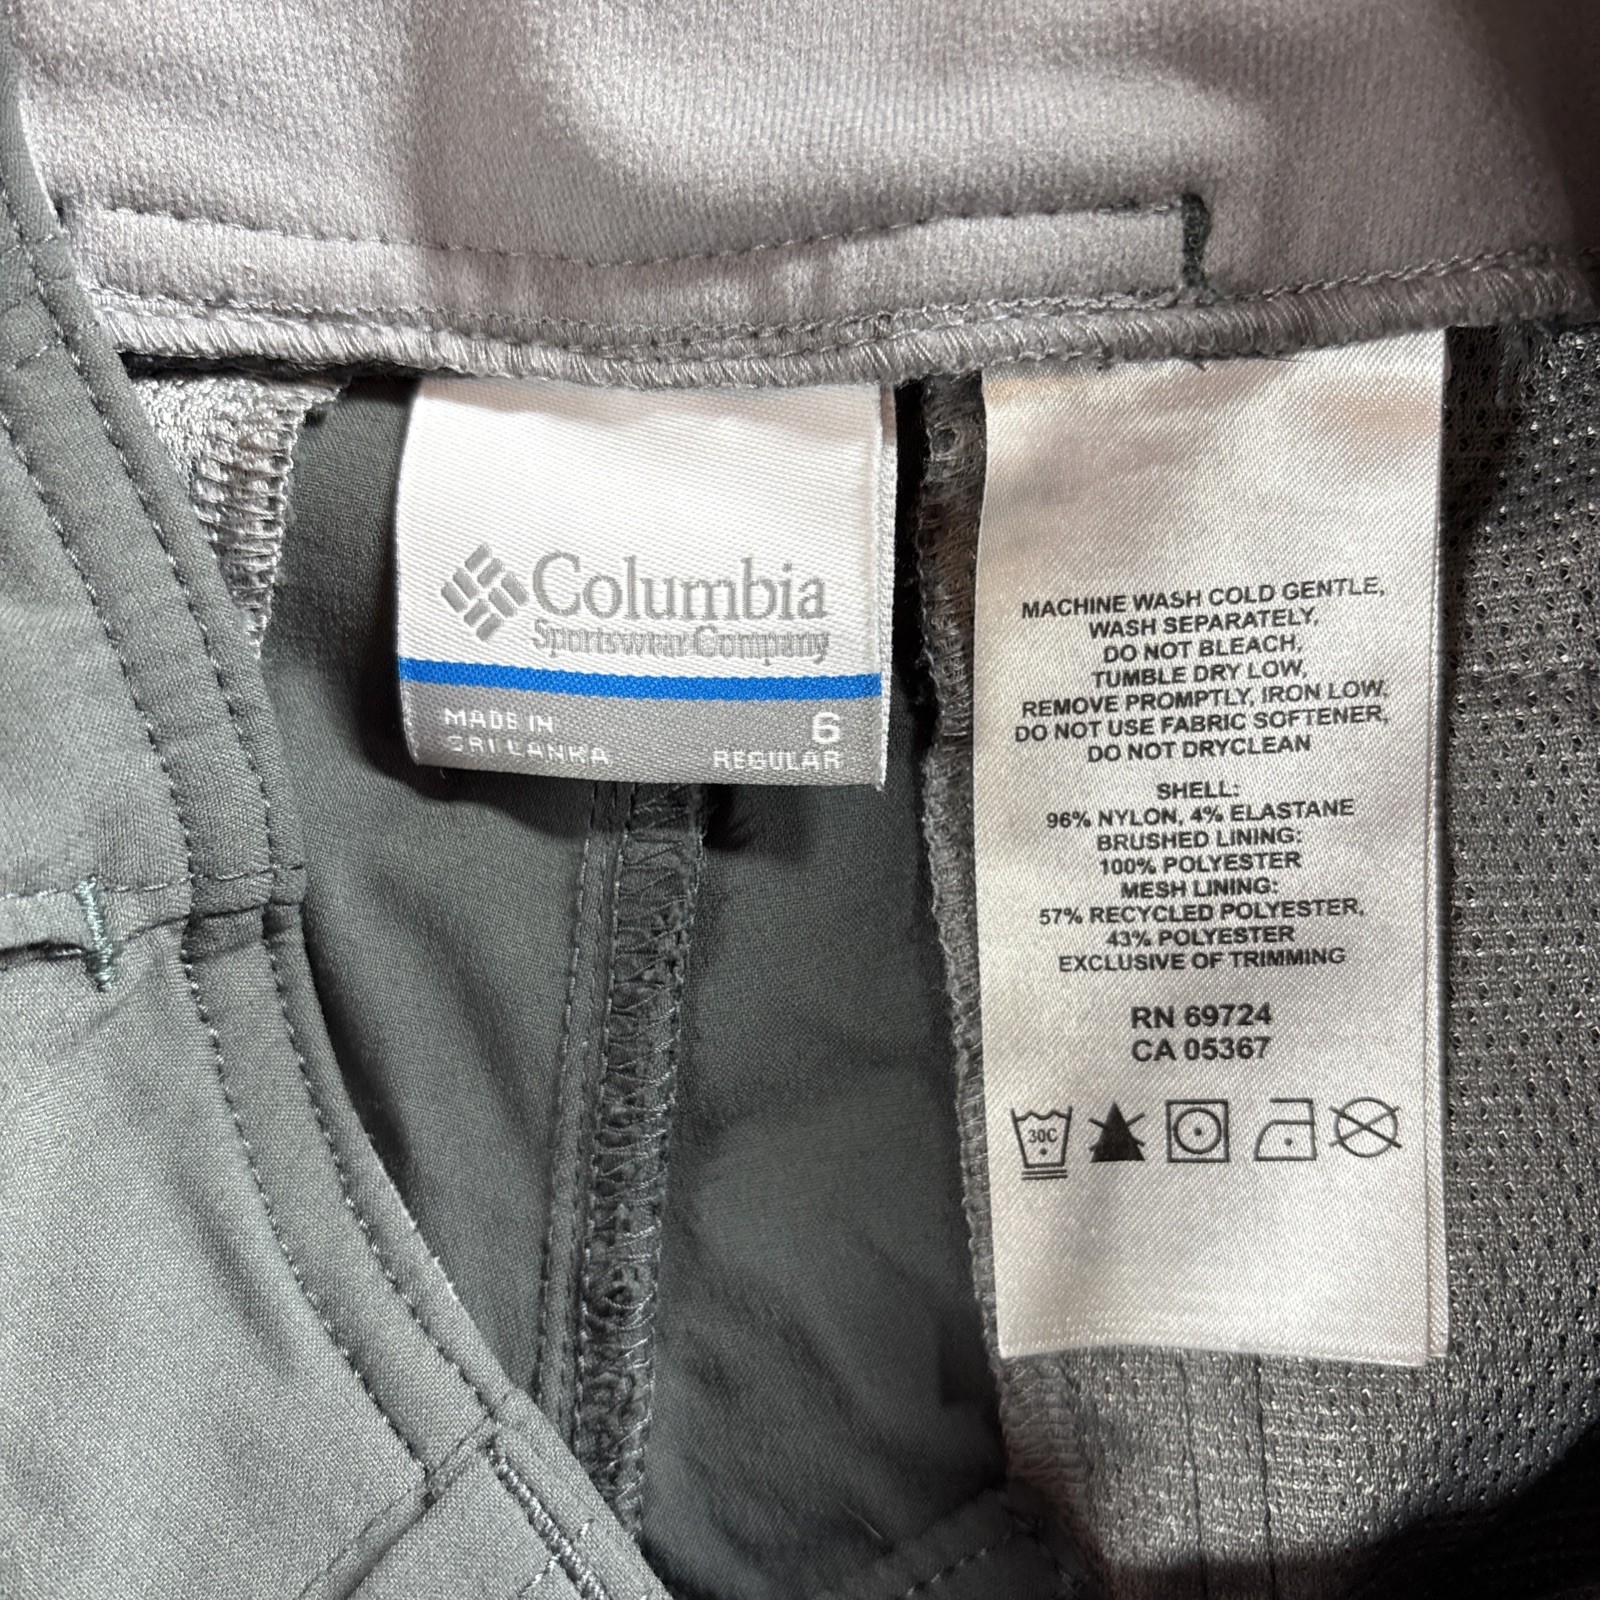 Columbia
Sportswear Company
MADE IN
SRI LANKA
6
REGULAR
MACHINE WASH COLD GENTLE,
WASH SEPARATELY,
DO NOT BLEACH,
TUMBLE DRY LOW,
REMOVE PROMPTLY, IRON LOW.
DO NOT USE FABRIC SOFTENER,
DO NOT DRYCLEAN
SHELL:
96% NYLON, 4% ELASTANE
BRUSHED LINING:
100% POLYESTER
MESH LINING:
57% RECYCLED POLYESTER,
43% POLYESTER
EXCLUSIVE OF TRIMMING
RN 69724
CA 05367
30C